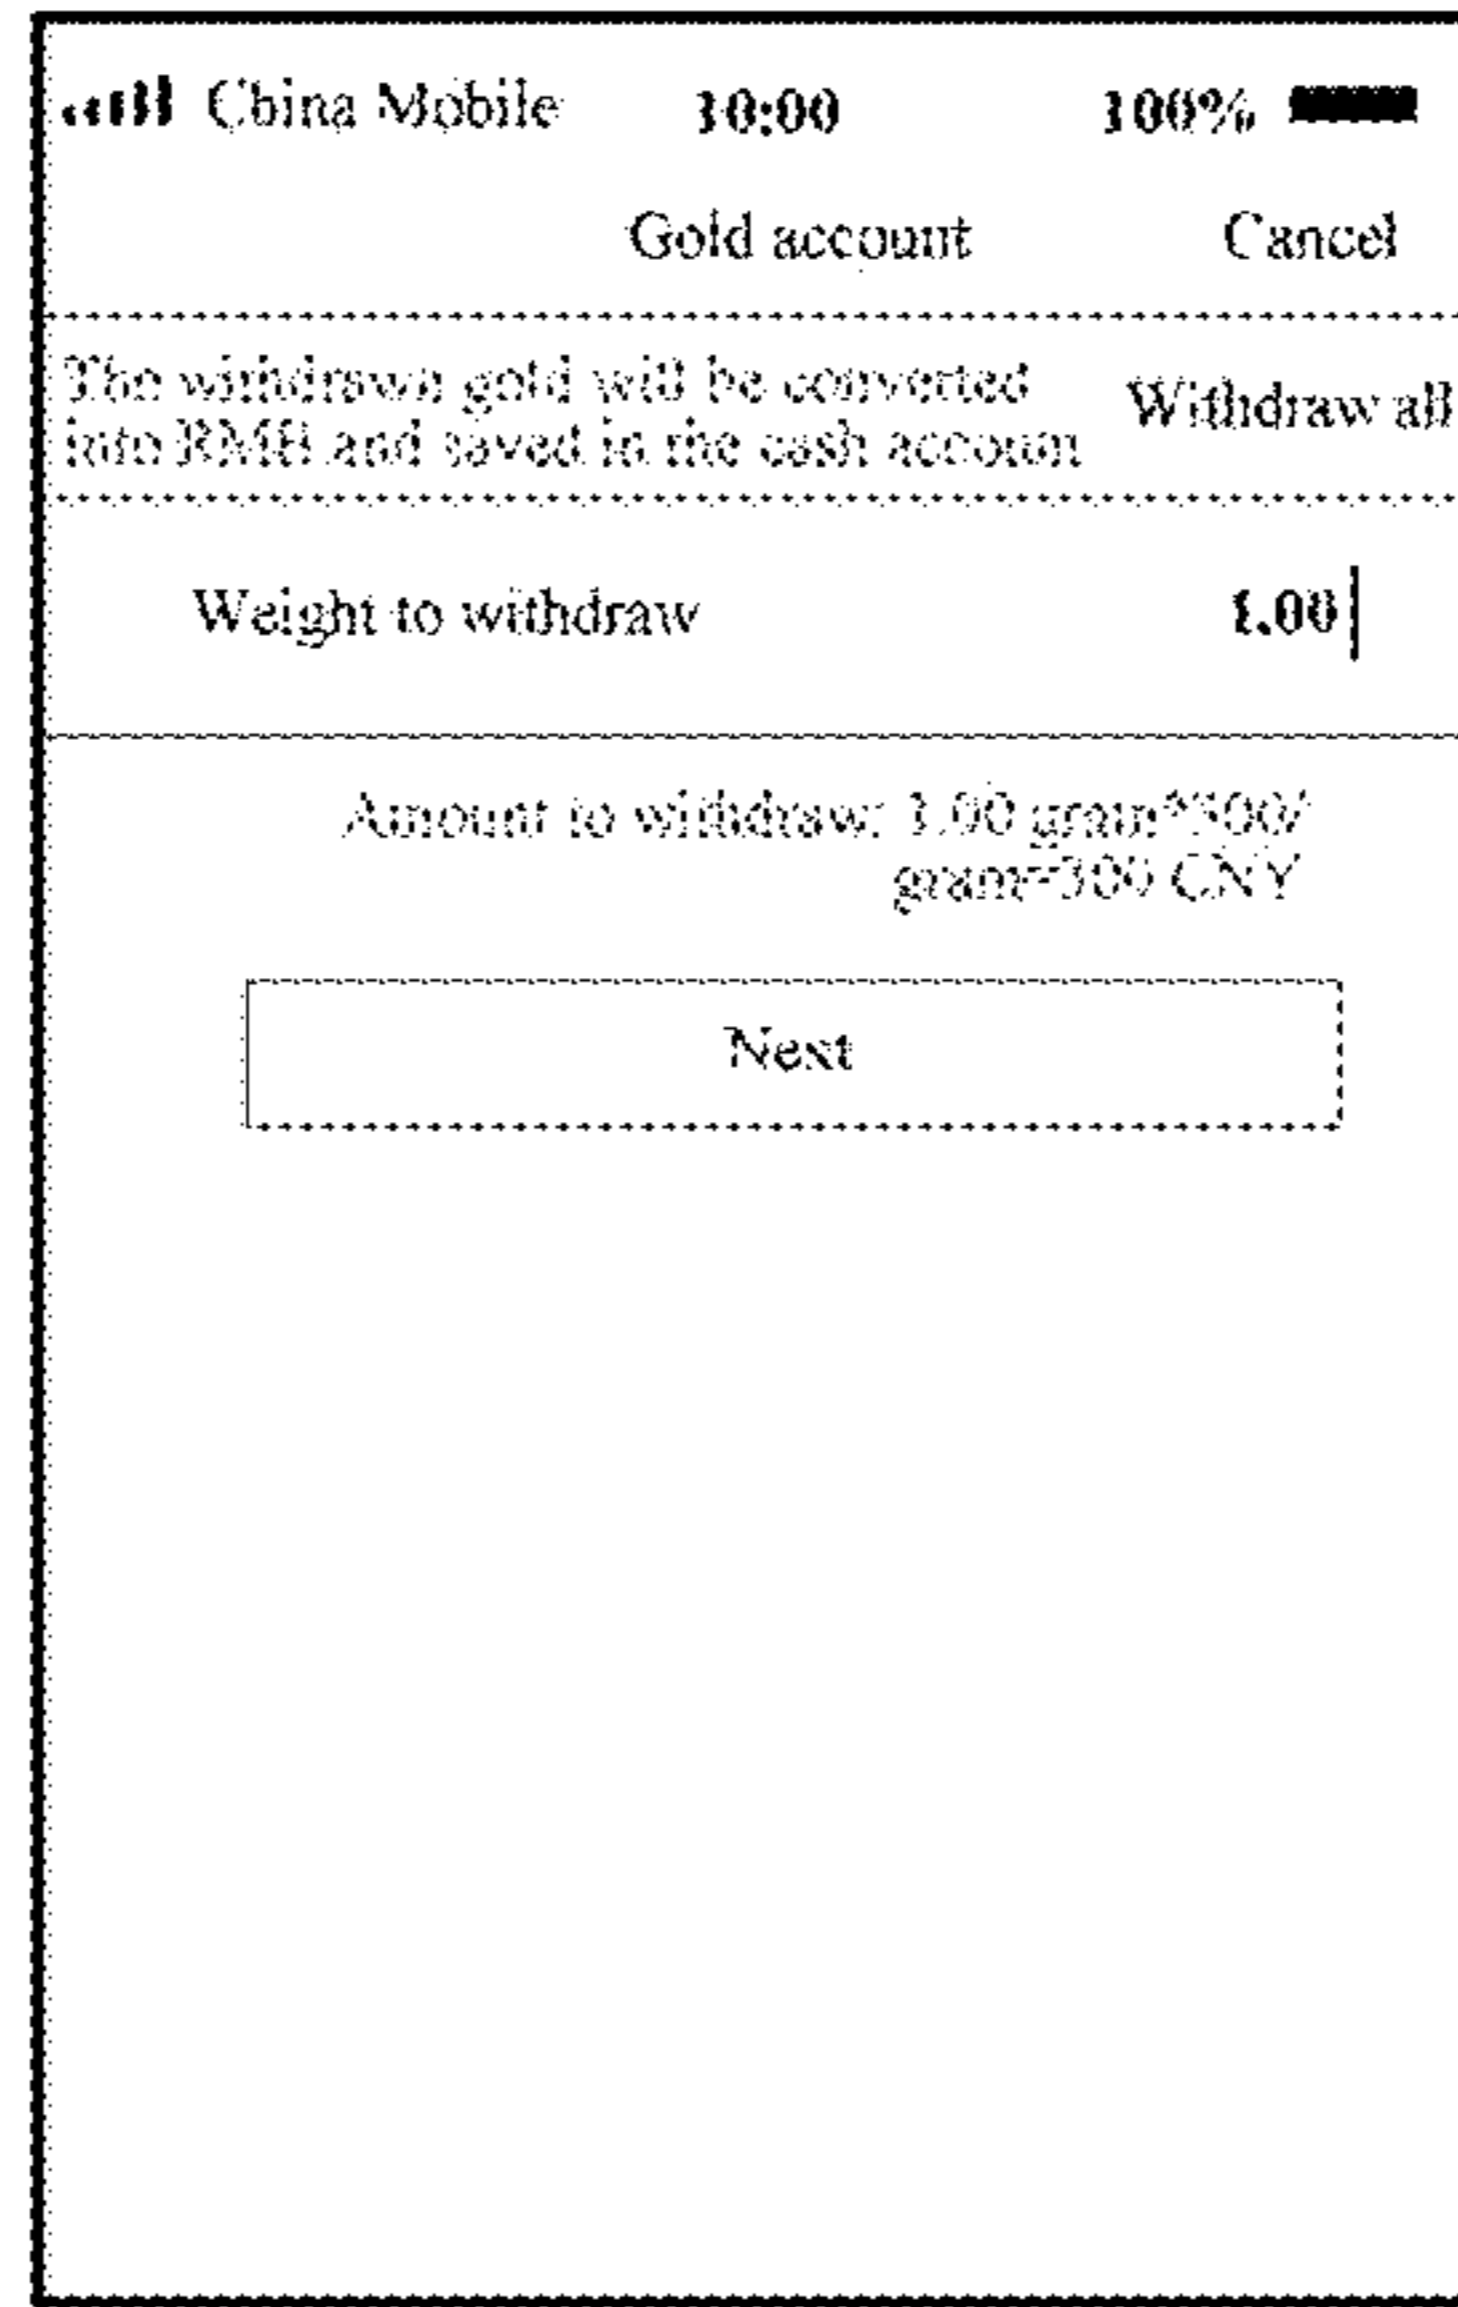 China Mobile 10:00 100%
Gold account Cancel
The withdrawn gold will be converted
into RMB and saved in the cash account
Withdraw all
Weight to withdraw 1.00
Amount to withdraw: 1.00 gram*300/
gram=300 CNY
Next